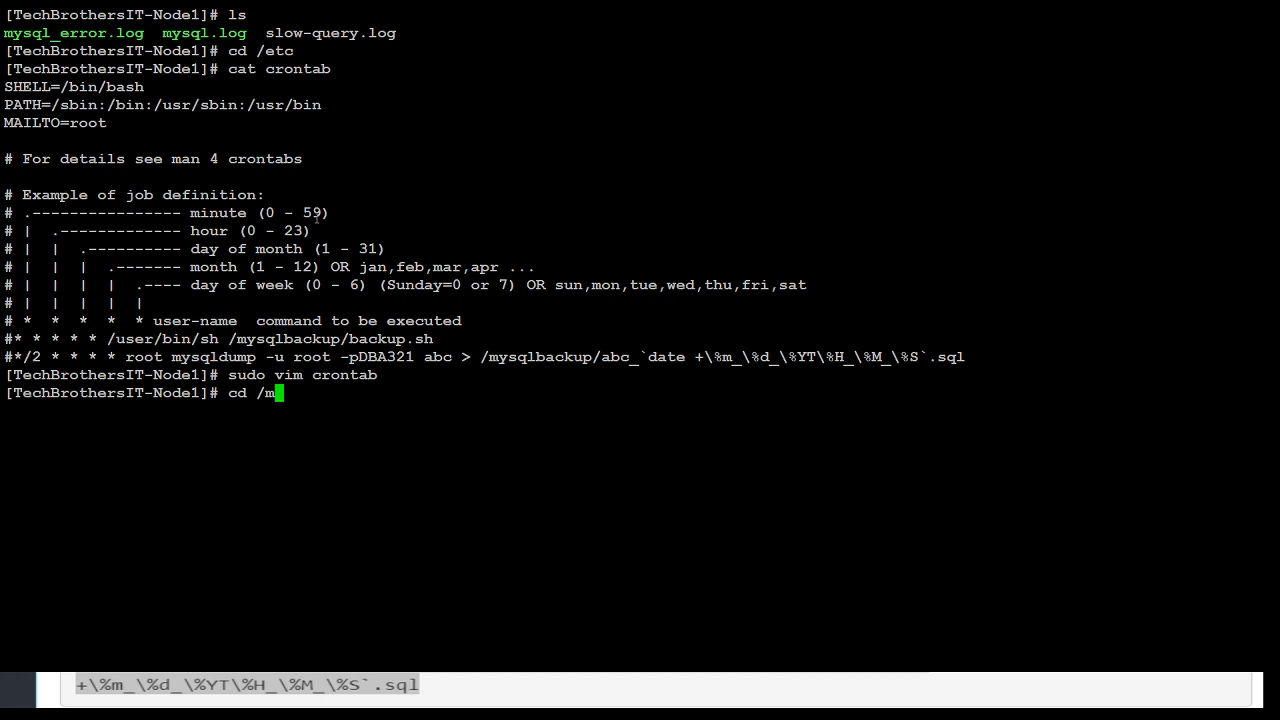 [TechBrothersIT-Node1]# ls
mysql_error.log  mysql.log  slow-query.log
[TechBrothersIT-Node1]# cd /etc
[TechBrothersIT-Node1]# cat crontab
SHELL=/bin/bash
PATH=/sbin:/bin:/usr/sbin:/usr/bin
MAILTO=root
# For details see man 4 crontabs
# Example of job definition:
# .---------------- minute (0 - 59)
# |  .------------- hour (0 - 23)
# |  |  .---------- day of month (1 - 31)
# |  |  |  .------- month (1 - 12) OR jan,feb,mar,apr ...
# |  |  |  |  .---- day of week (0 - 6) (Sunday=0 or 7) OR sun,mon,tue,wed,thu,fri,sat
# |  |  |  |  |
# *  *  *  *  * user-name  command to be executed
#* * * * * /user/bin/sh /mysqlbackup/backup.sh
#*/2 * * * * root mysqldump -u root -pDBA321 abc > /mysqlbackup/abc_`date +\%m_\%d_\%YT\%H_\%M_\%S`.sql
[TechBrothersIT-Node1]# sudo vim crontab
[TechBrothersIT-Node1]# cd /m
+\%m_\%d_\%YT\%H_\%M_\%S`.sql